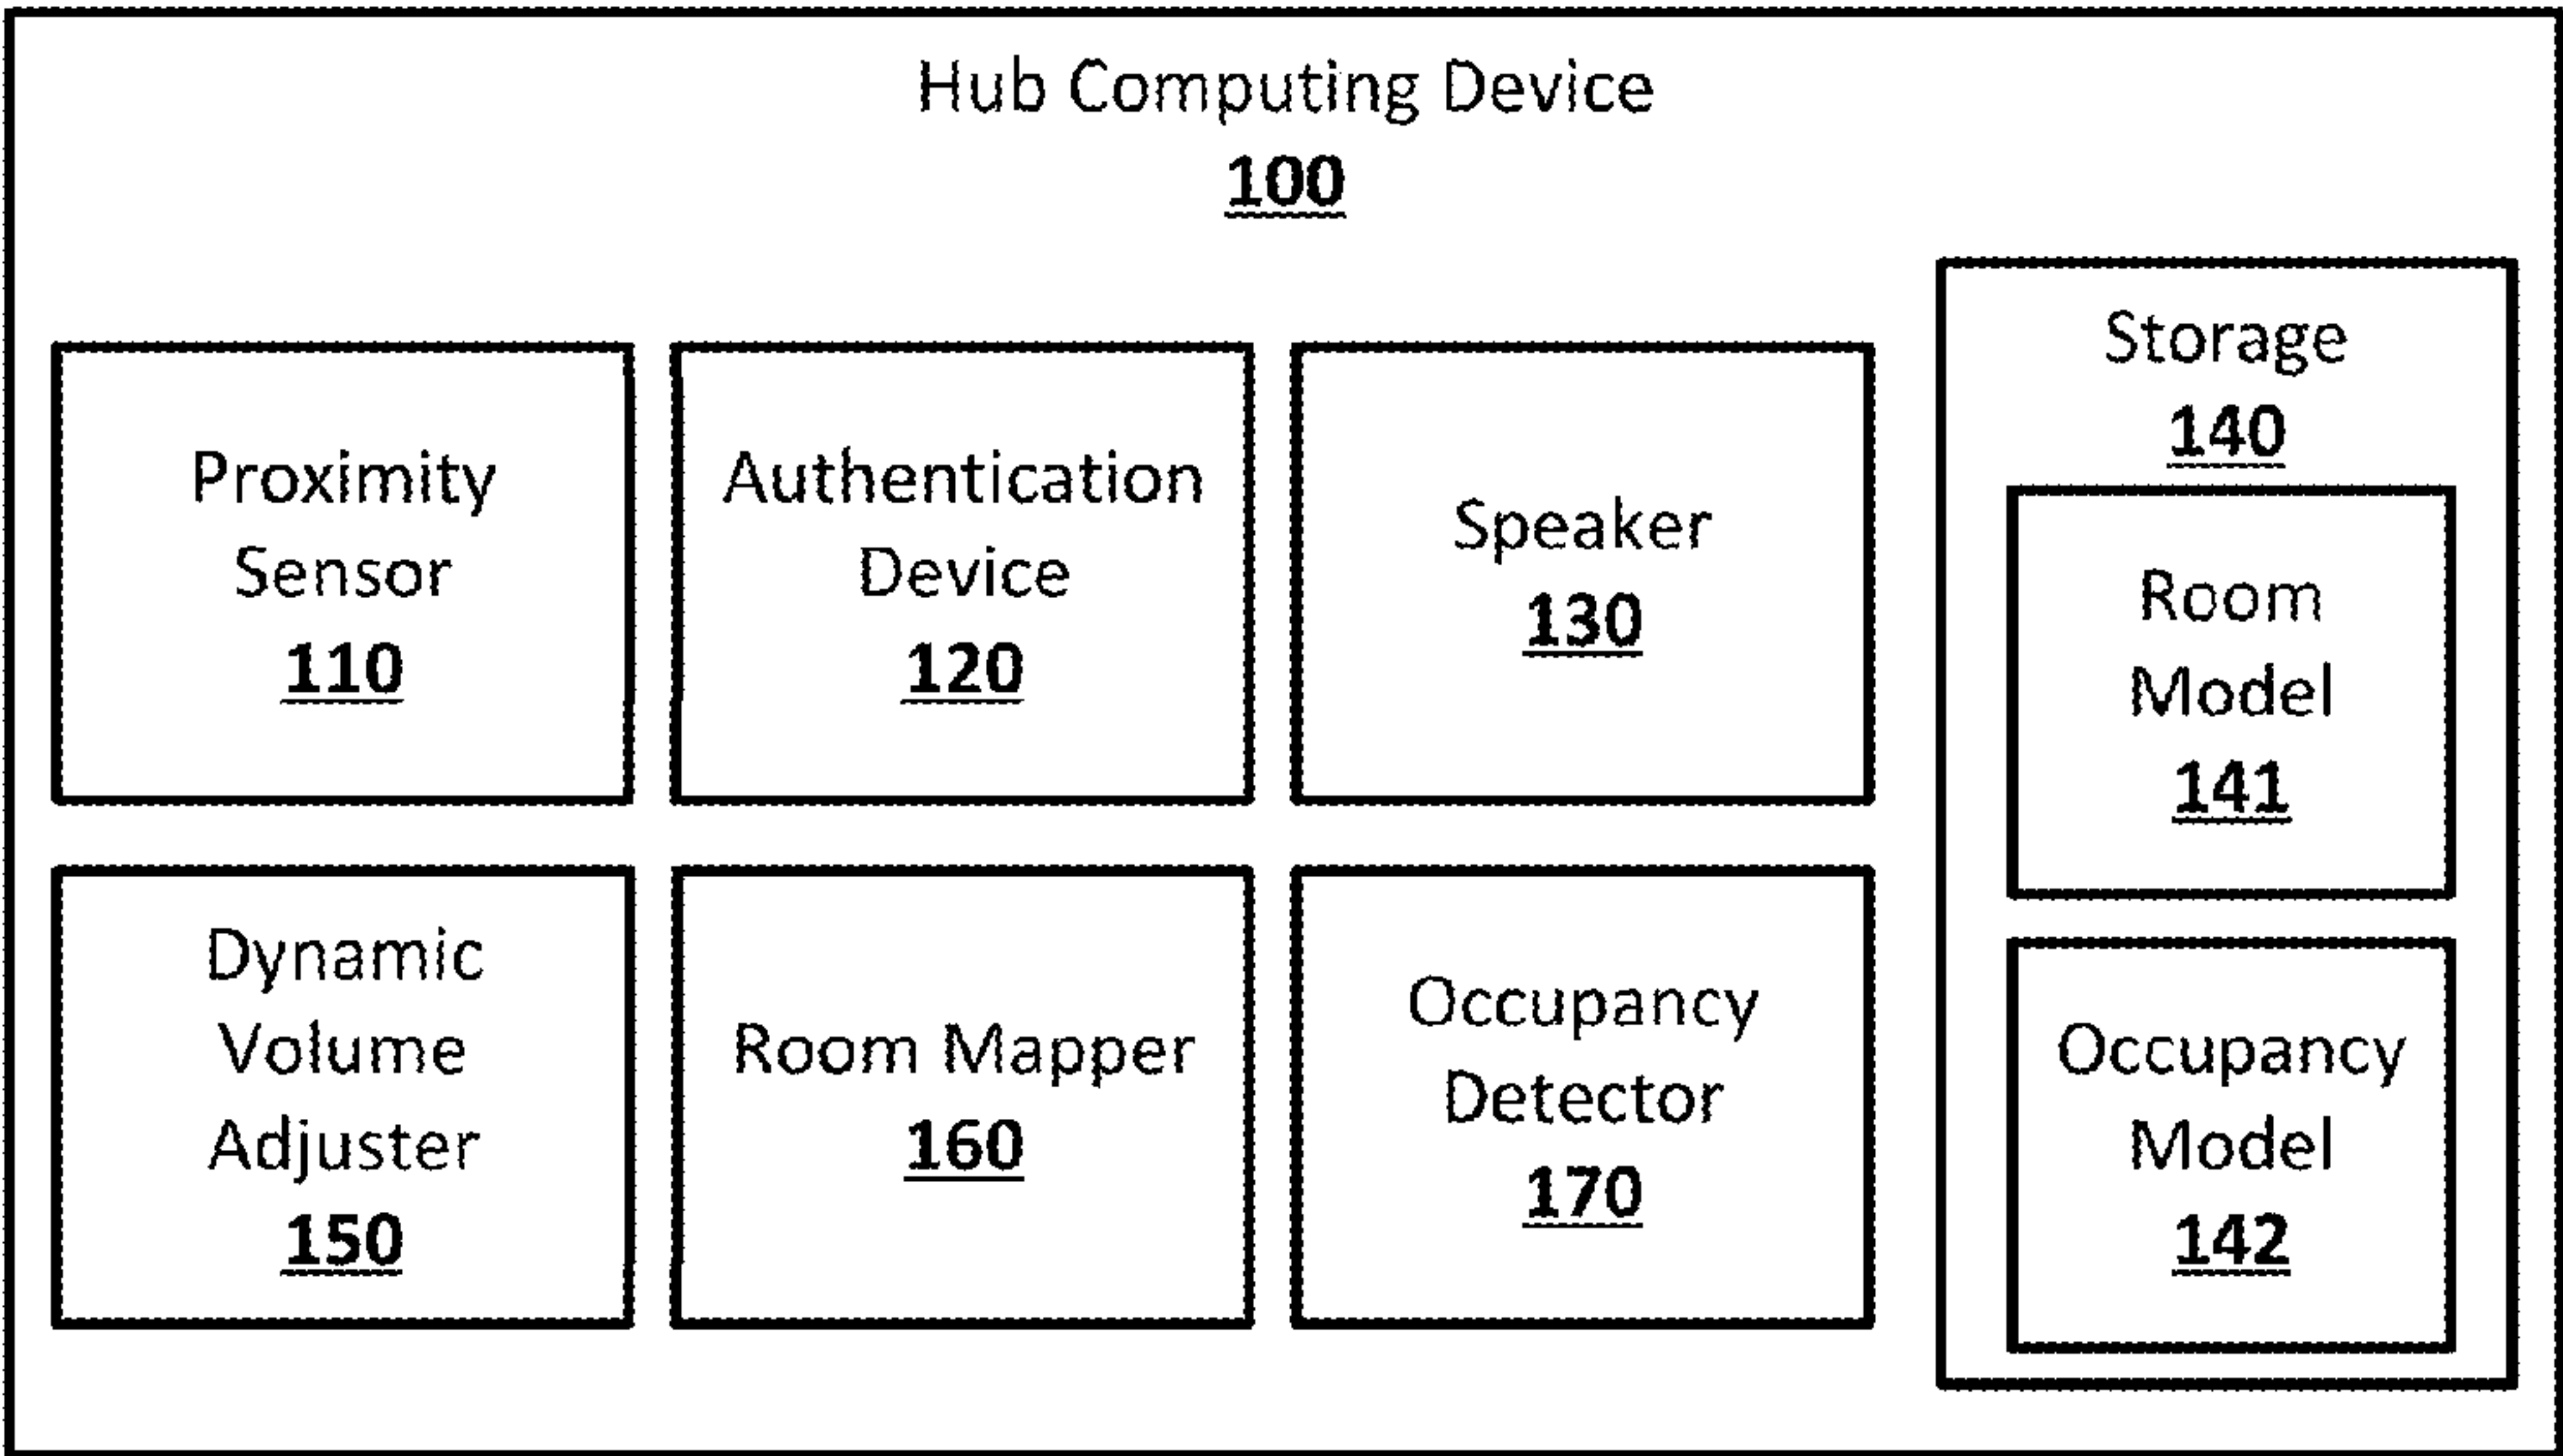 Hub Computing Device
100
Proximity
Sensor
110
Authentication
Device
120
Speaker
130
Storage
140
Room
Model
141
Occupancy
Model
142
Dynamic
Volume
Adjuster
150
Room Mapper
160
Occupancy
Detector
170